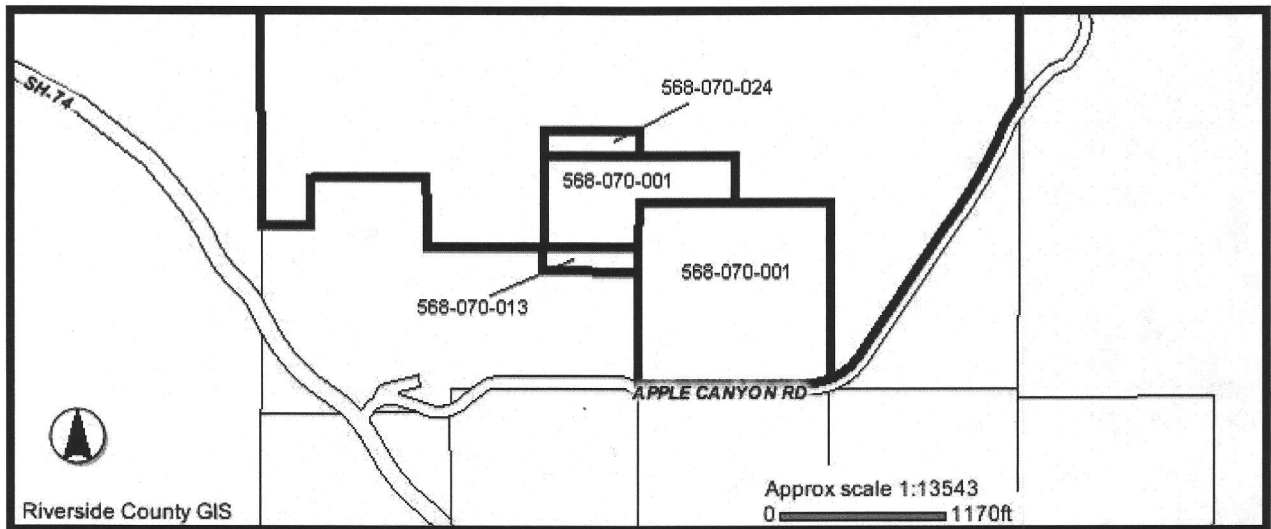 SH-74
568-070-024
568-070-001
568-070-001
568-070-013
APPLE CANYON RD
Approx scale 1:13543
0 1170ft
Riverside County GIS